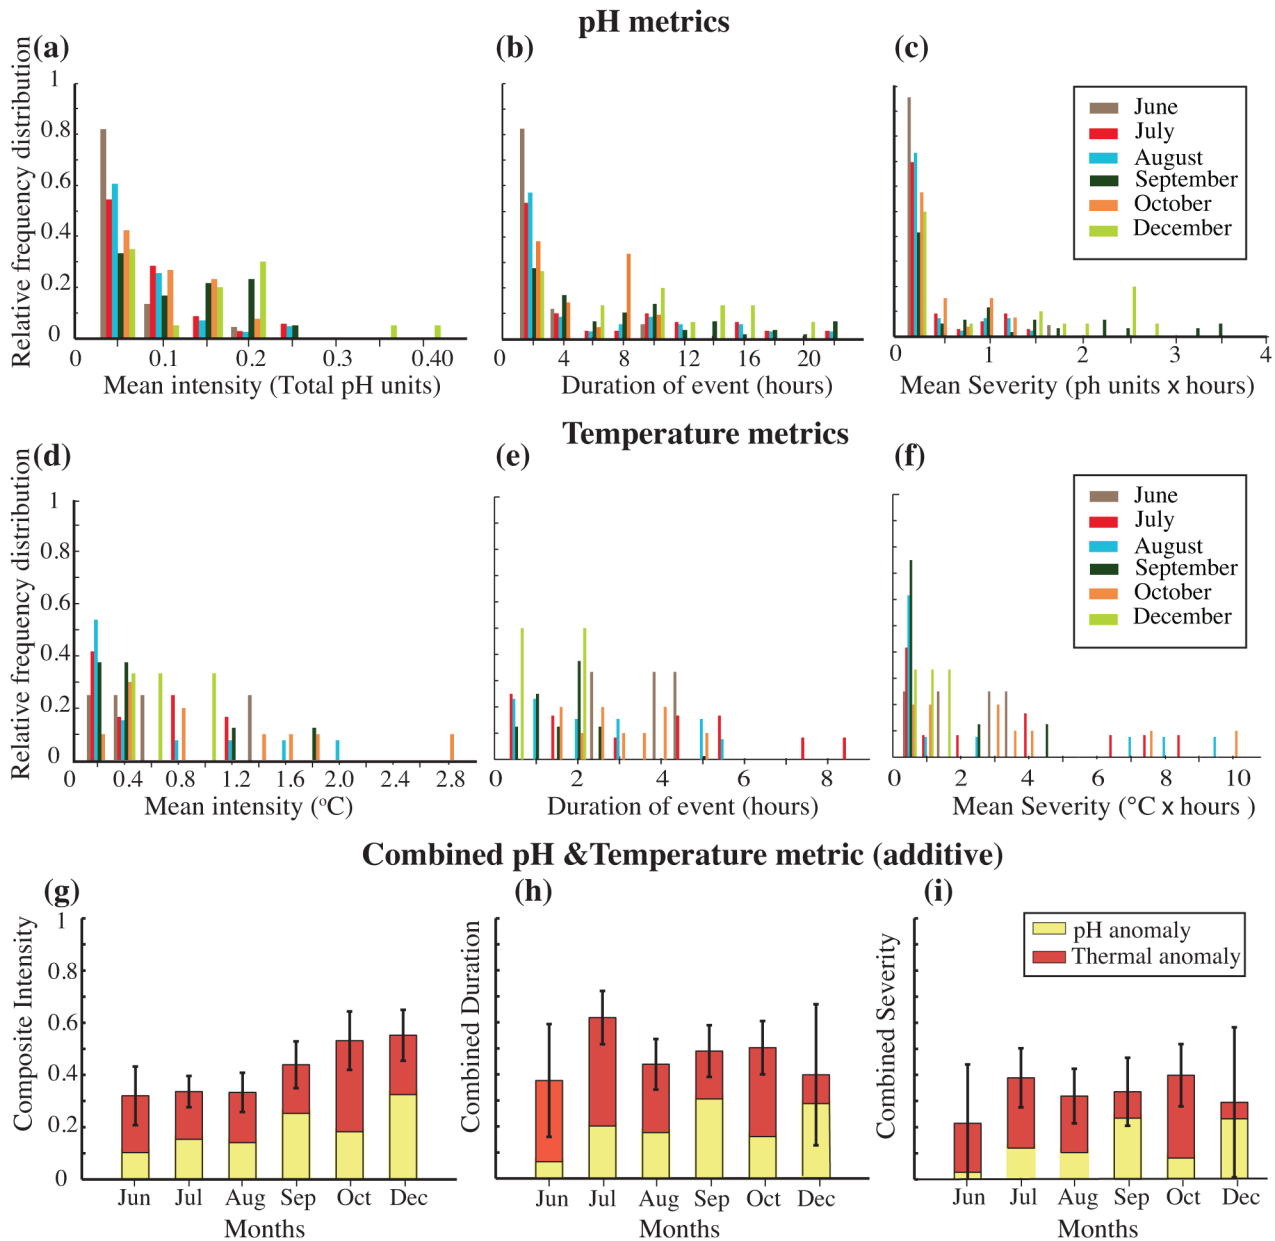 pH metrics
(a)
(b)
(c)
Relative frequency distribution
1
0.8
0.6
0.4
0.2
0
0
0.1
0.2
0.3
0.40
Mean intensity (Total pH units)
0
4
8
12
16
20
Duration of event (hours)
0
1
2
3
4
Mean Severity (ph units x hours)
June
July
August
September
October
December
Temperature metrics
(d)
(e)
(f)
Relative frequency distribution
1
0.8
0.6
0.4
0.2
0
0
0.4
0.8
1.2
1.6
2.0
2.4
2.8
Mean intensity (°C)
0
2
4
6
8
Duration of event (hours)
0
2
4
6
8
10
Mean Severity (°C x hours )
June
July
August
September
October
December
Combined pH &Temperature metric (additive)
(g)
(h)
(i)
Composite Intensity
1
0.8
0.6
0.4
0.2
0
Jun
Jul
Aug
Sep
Oct
Dec
Months
Combined Duration
Jun
Jul
Aug
Sep
Oct
Dec
Months
Combined Severity
pH anomaly
Thermal anomaly
Jun
Jul
Aug
Sep
Oct
Dec
Months